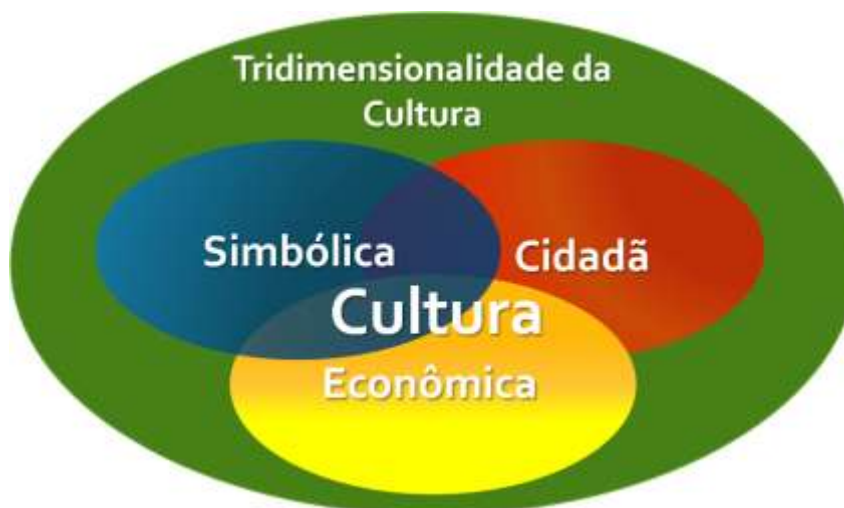 Tridimensionalidade da
Cultura
Simbólica
Cidadã
Cultura
Econômica